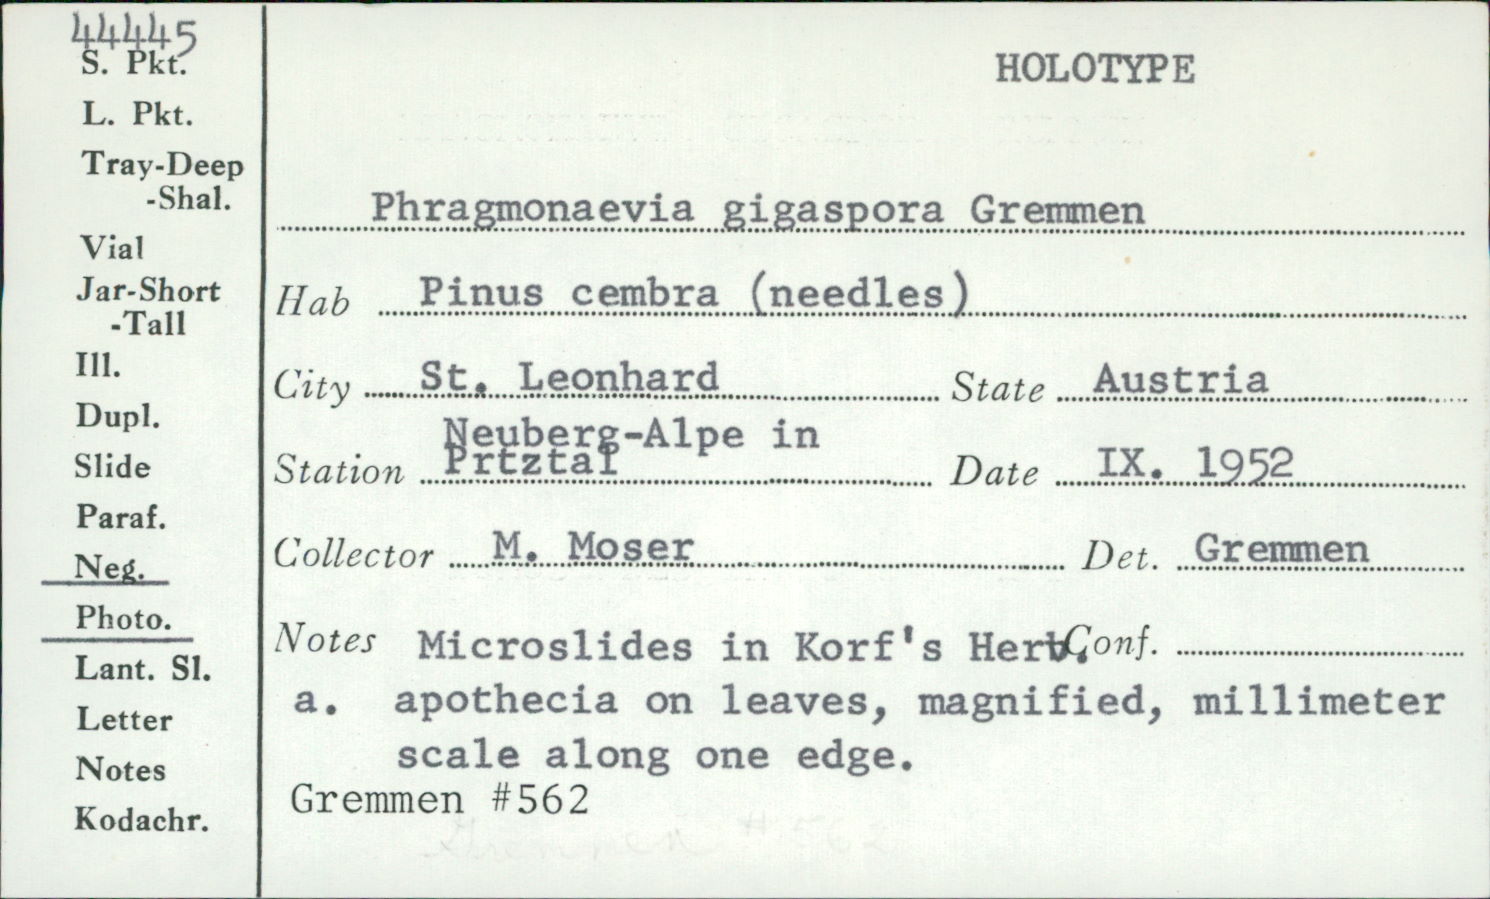 44445
S. Pkt.
L. Pkt.
Tray-Deep
-Shal.
Vial
Jar-Short
-Tall
Ill.
Dupl.
Slide
Paraf.
Neg.
Photo.
Lant. Sl.
Letter
Notes
Kodachr.
HOLOTYPE
Phragmonaevia gigaspora Gremmen
Hab Pinus cembra (needles)
City St. Leonhard State Austria
Neuberg-Alpe in
Station Prtztal Date IX. 1952
Collector M. Moser Det. Gremmen
Notes Microslides in Korf's Herb. Conf.
a. apothecia on leaves, magnified, millimeter
scale along one edge.
Gremmen #562
Gremmen #562